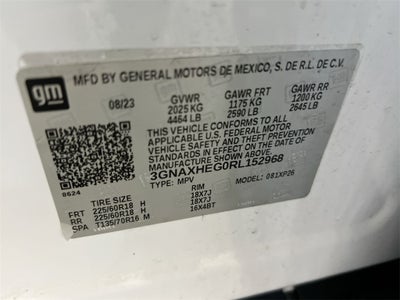 gm
MFD BY GENERAL MOTORS DE MEXICO, S. DE R.L. DE C.V.
08/23 GVWR GAWR FRT GAWR RR
2025 KG 1175 KG 1200 KG
4464 LB 2590 LB 2645 LB
THIS VEHICLE CONFORMS TO ALL
APPLICABLE U.S. FEDERAL MOTOR
VEHICLE SAFETY, BUMPER, AND THEFT
PREVENTION STANDARDS IN EFFECT ON
THE DATE OF MANUFACTURE SHOWN ABOVE.
3GNAXHEG0RL152968
8624 TYPE: MPV 081XP26
TIRE SIZE RIM
FRT 225/60R18 H 18X7J
RR 225/60R18 H 18X7J
SPA T135/70R16 M 16X4BT